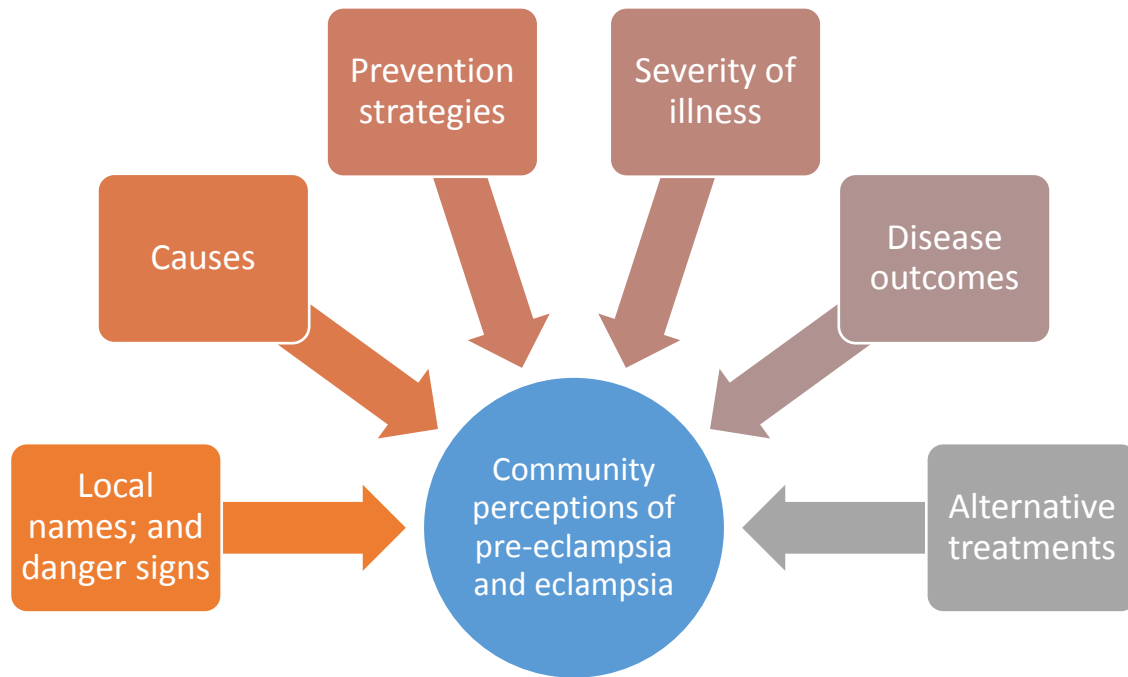 Prevention
strategies
Severity of
illness
Causes
Disease
outcomes
Local
names; and
danger signs
Community
perceptions of
pre-eclampsia
and eclampsia
Alternative
treatments